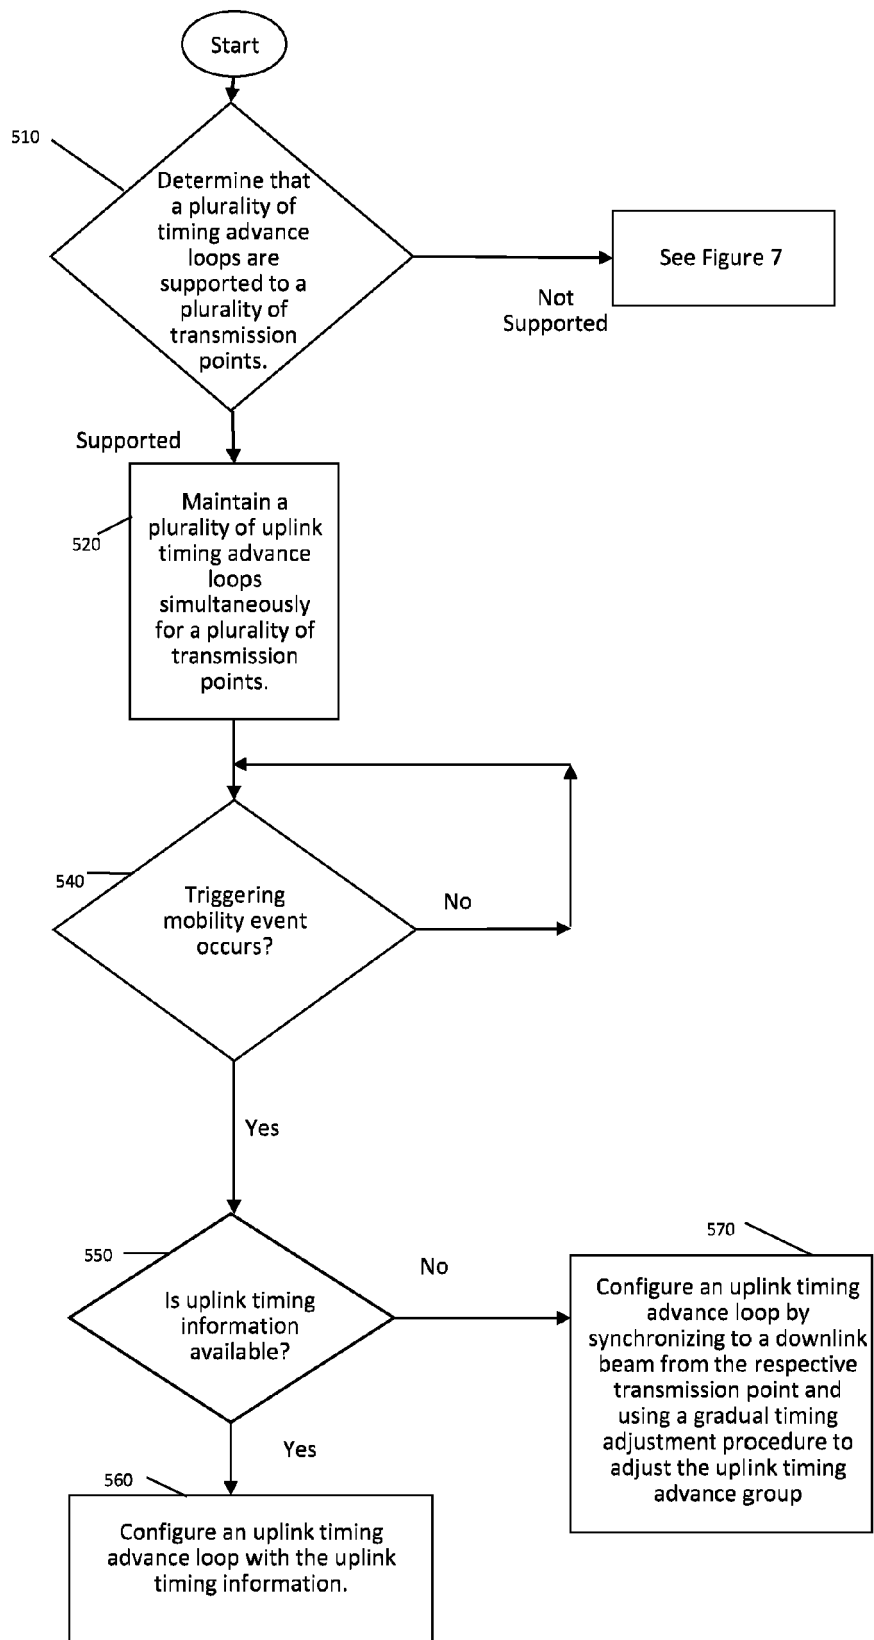 Start
510
Determine that
a plurality of
timing advance
loops are
supported to a
plurality of
transmission
points.
See Figure 7
Not
Supported
Supported
Maintain a
plurality of uplink
timing advance
loops
simultaneously
for a plurality of
transmission
points.
520
540
Triggering
mobility event
occurs?
No
Yes
550
Is uplink timing
information
available?
No
570
Configure an uplink timing
advance loop by
synchronizing to a downlink
beam from the respective
transmission point and
using a gradual timing
adjustment procedure to
adjust the uplink timing
advance group
Yes
560
Configure an uplink timing
advance loop with the uplink
timing information.